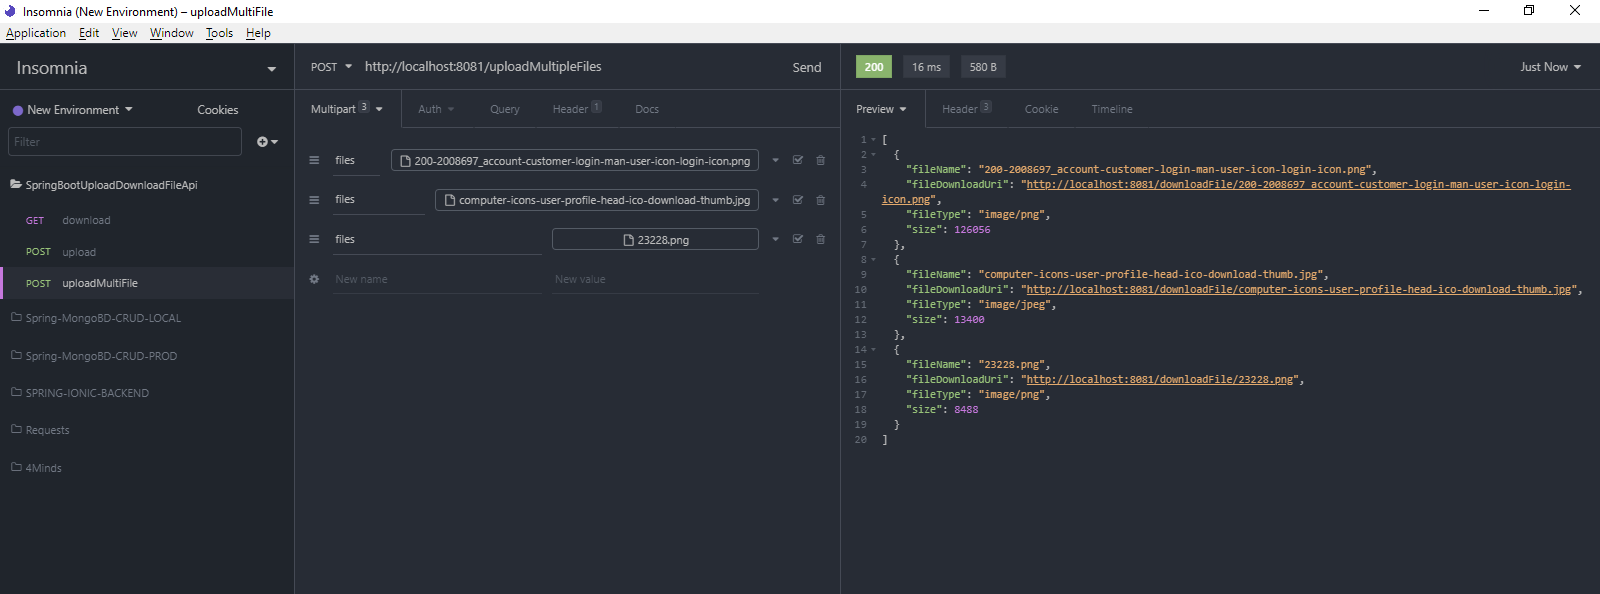 Insomnia (New Environment) – uploadMultiFile
Application Edit View Window Tools Help
Insomnia
New Environment
Cookies
Filter
SpringBootUploadDownloadFileApi
GET download
POST upload
POST uploadMultiFile
Spring-MongoBD-CRUD-LOCAL
Spring-MongoBD-CRUD-PROD
SPRING-IONIC-BACKEND
Requests
4Minds
POST http://localhost:8081/uploadMultipleFiles Send
Multipart 3 Auth Query Header 1 Docs
files 200-2008697_account-customer-login-man-user-icon-login-icon.png
files computer-icons-user-profile-head-ico-download-thumb.jpg
files 23228.png
New name New value
200 16 ms 580 B Just Now
Preview Header 3 Cookie Timeline
1 [
2 {
3 "fileName": "200-2008697_account-customer-login-man-user-icon-login-icon.png",
4 "fileDownloadUri": "http://localhost:8081/downloadFile/200-2008697_account-customer-login-man-user-icon-login-
icon.png",
5 "fileType": "image/png",
6 "size": 126056
7 },
8 {
9 "fileName": "computer-icons-user-profile-head-ico-download-thumb.jpg",
10 "fileDownloadUri": "http://localhost:8081/downloadFile/computer-icons-user-profile-head-ico-download-thumb.jpg",
11 "fileType": "image/jpeg",
12 "size": 13400
13 },
14 {
15 "fileName": "23228.png",
16 "fileDownloadUri": "http://localhost:8081/downloadFile/23228.png",
17 "fileType": "image/png",
18 "size": 8488
19 }
20 ]